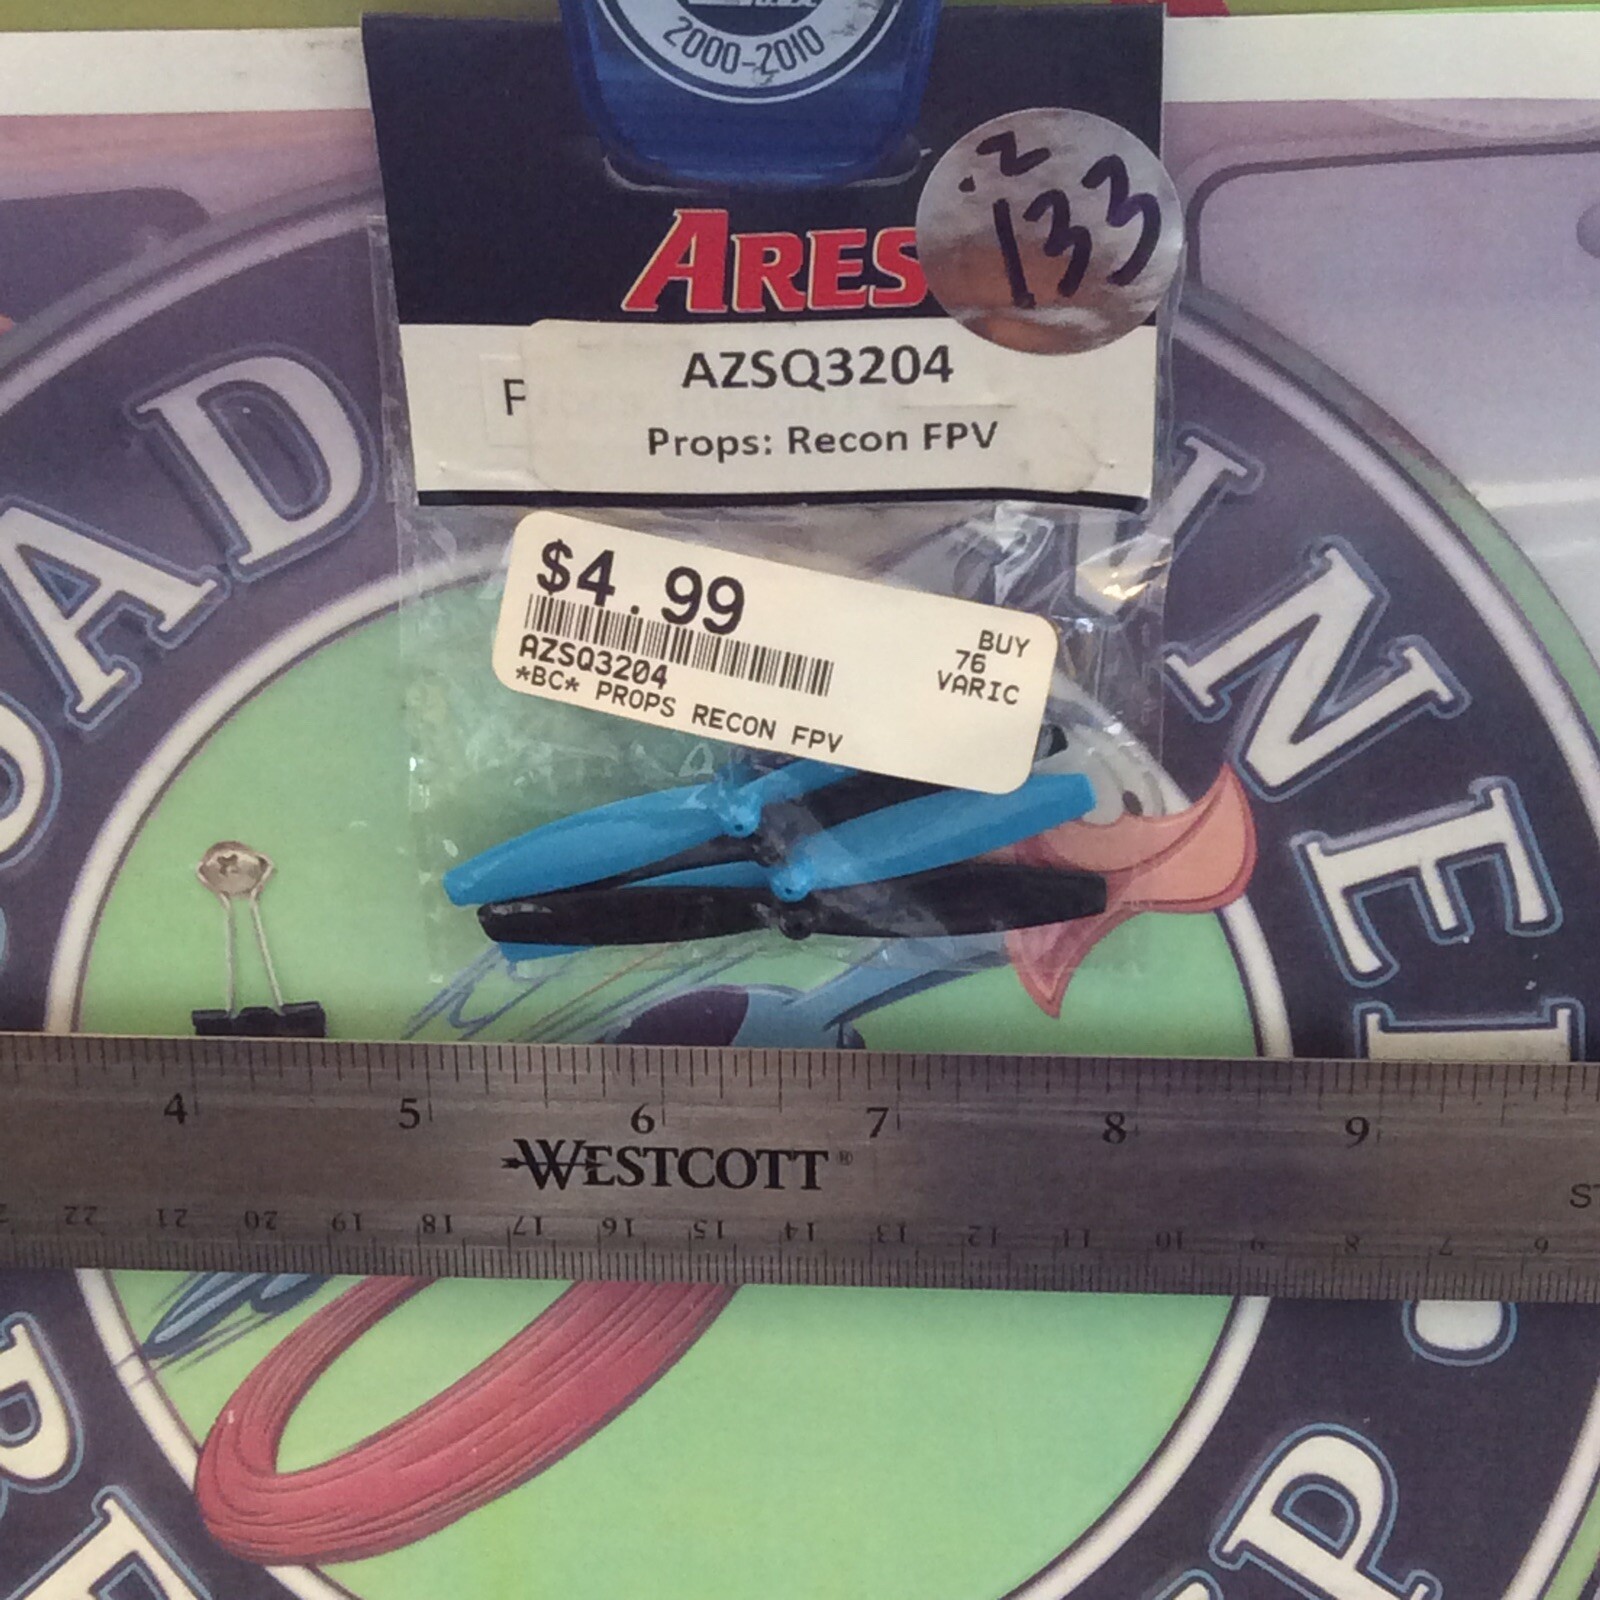 2000-2010
.2
133
ARES
AZSQ3204
P
Props: Recon FPV
$4.99
AZSQ3204
*BC* PROPS RECON FPV
BUY
76
VARIC
AD
INE
4 5 6 7 8 9
WESTCOTT®
22 21 20 19 18 17 16 15 14 13 12 11 10 9 8 7 6